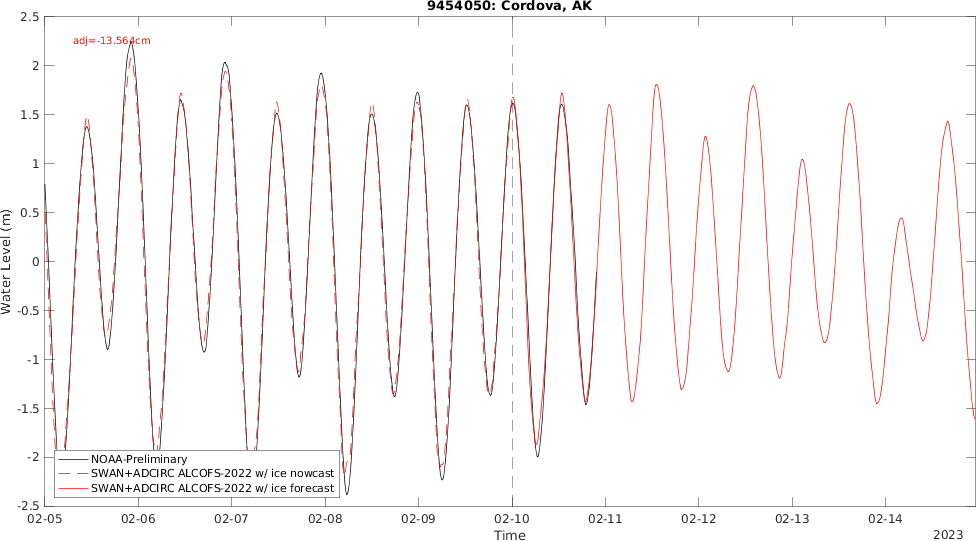 9454050: Cordova, AK
adj=-13.564cm
2.5
2
1.5
1
0.5
0
-0.5
-1
-1.5
-2
-2.5
Water Level (m)
NOAA-Preliminary
SWAN+ADCIRC ALCOFS-2022 w/ ice nowcast
SWAN+ADCIRC ALCOFS-2022 w/ ice forecast
02-05 02-06 02-07 02-08 02-09 02-10 02-11 02-12 02-13 02-14
Time
2023